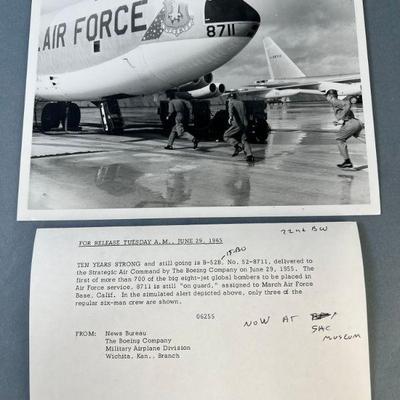 AIR FORCE
8711
22nd BW
FOR RELEASE TUESDAY A.M., JUNE 29, 1965
15-BO
TEN YEARS STRONG and still going is B-52B, No. 52-8711, delivered to
the Strategic Air Command by The Boeing Company on June 29, 1955. The
first of more than 700 of the big eight-jet global bombers to be placed in
Air Force service, 8711 is still "on guard," assigned to March Air Force
Base, Calif. In the simulated alert depicted above, only three of the
regular six-man crew are shown.
06255
NOW AT
SAC
MUSEUM
FROM: News Bureau
The Boeing Company
Military Airplane Division
Wichita, Kan., Branch